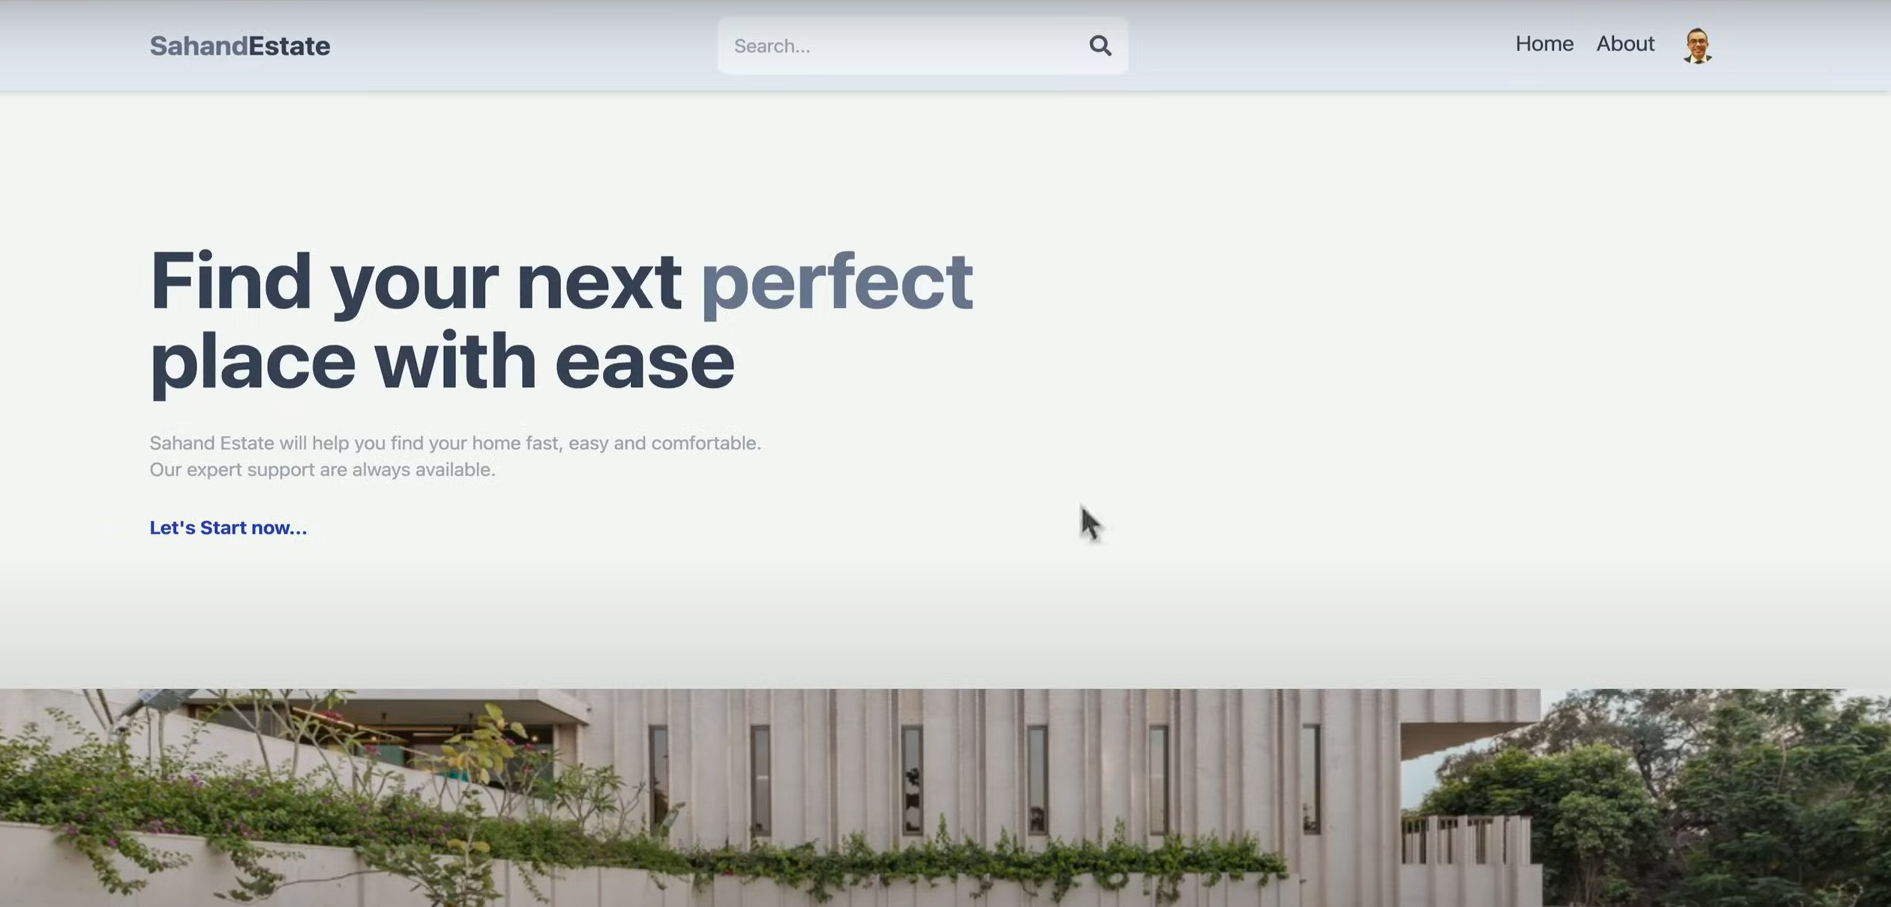 SahandEstate
Search...
Home
About
Find your next perfect
place with ease
Sahand Estate will help you find your home fast, easy and comfortable.
Our expert support are always available.
Let's Start now...